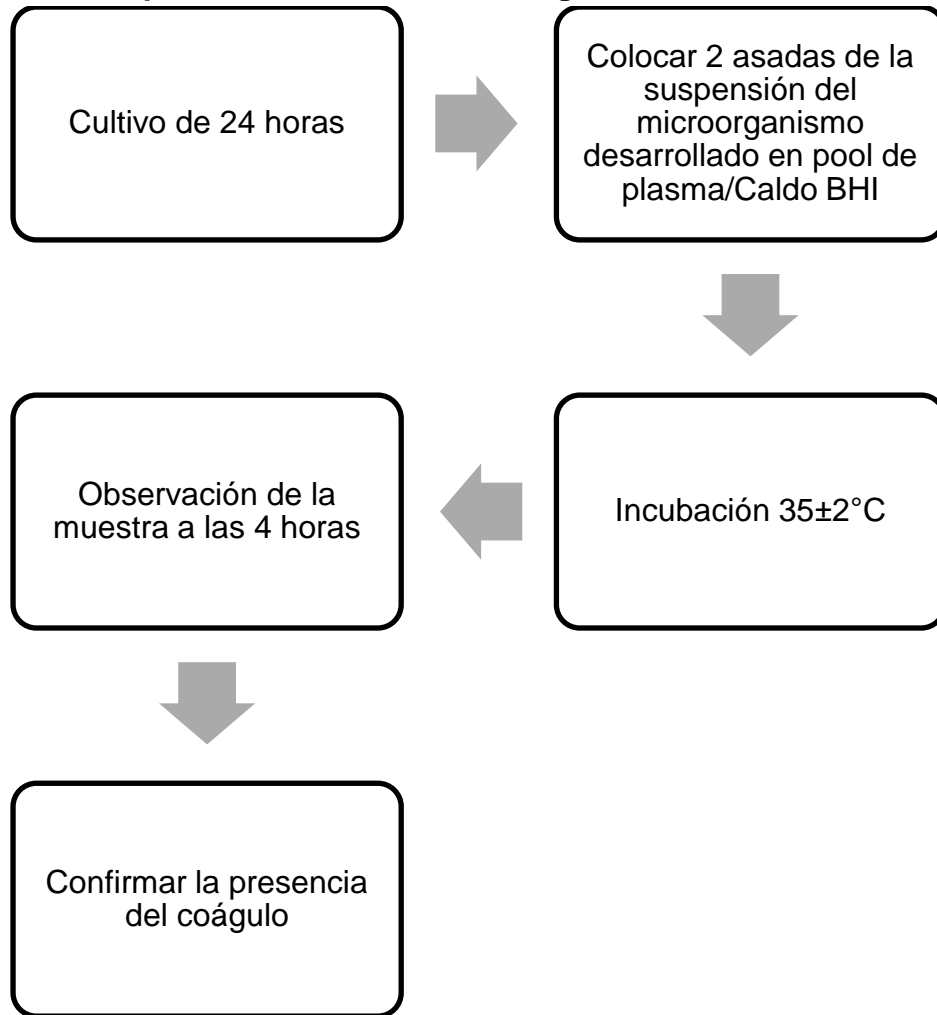 Cultivo de 24 horas
Colocar 2 asadas de la
suspensión del
microorganismo
desarrollado en pool de
plasma/Caldo BHI
Incubación 35±2°C
Observación de la
muestra a las 4 horas
Confirmar la presencia
del coágulo